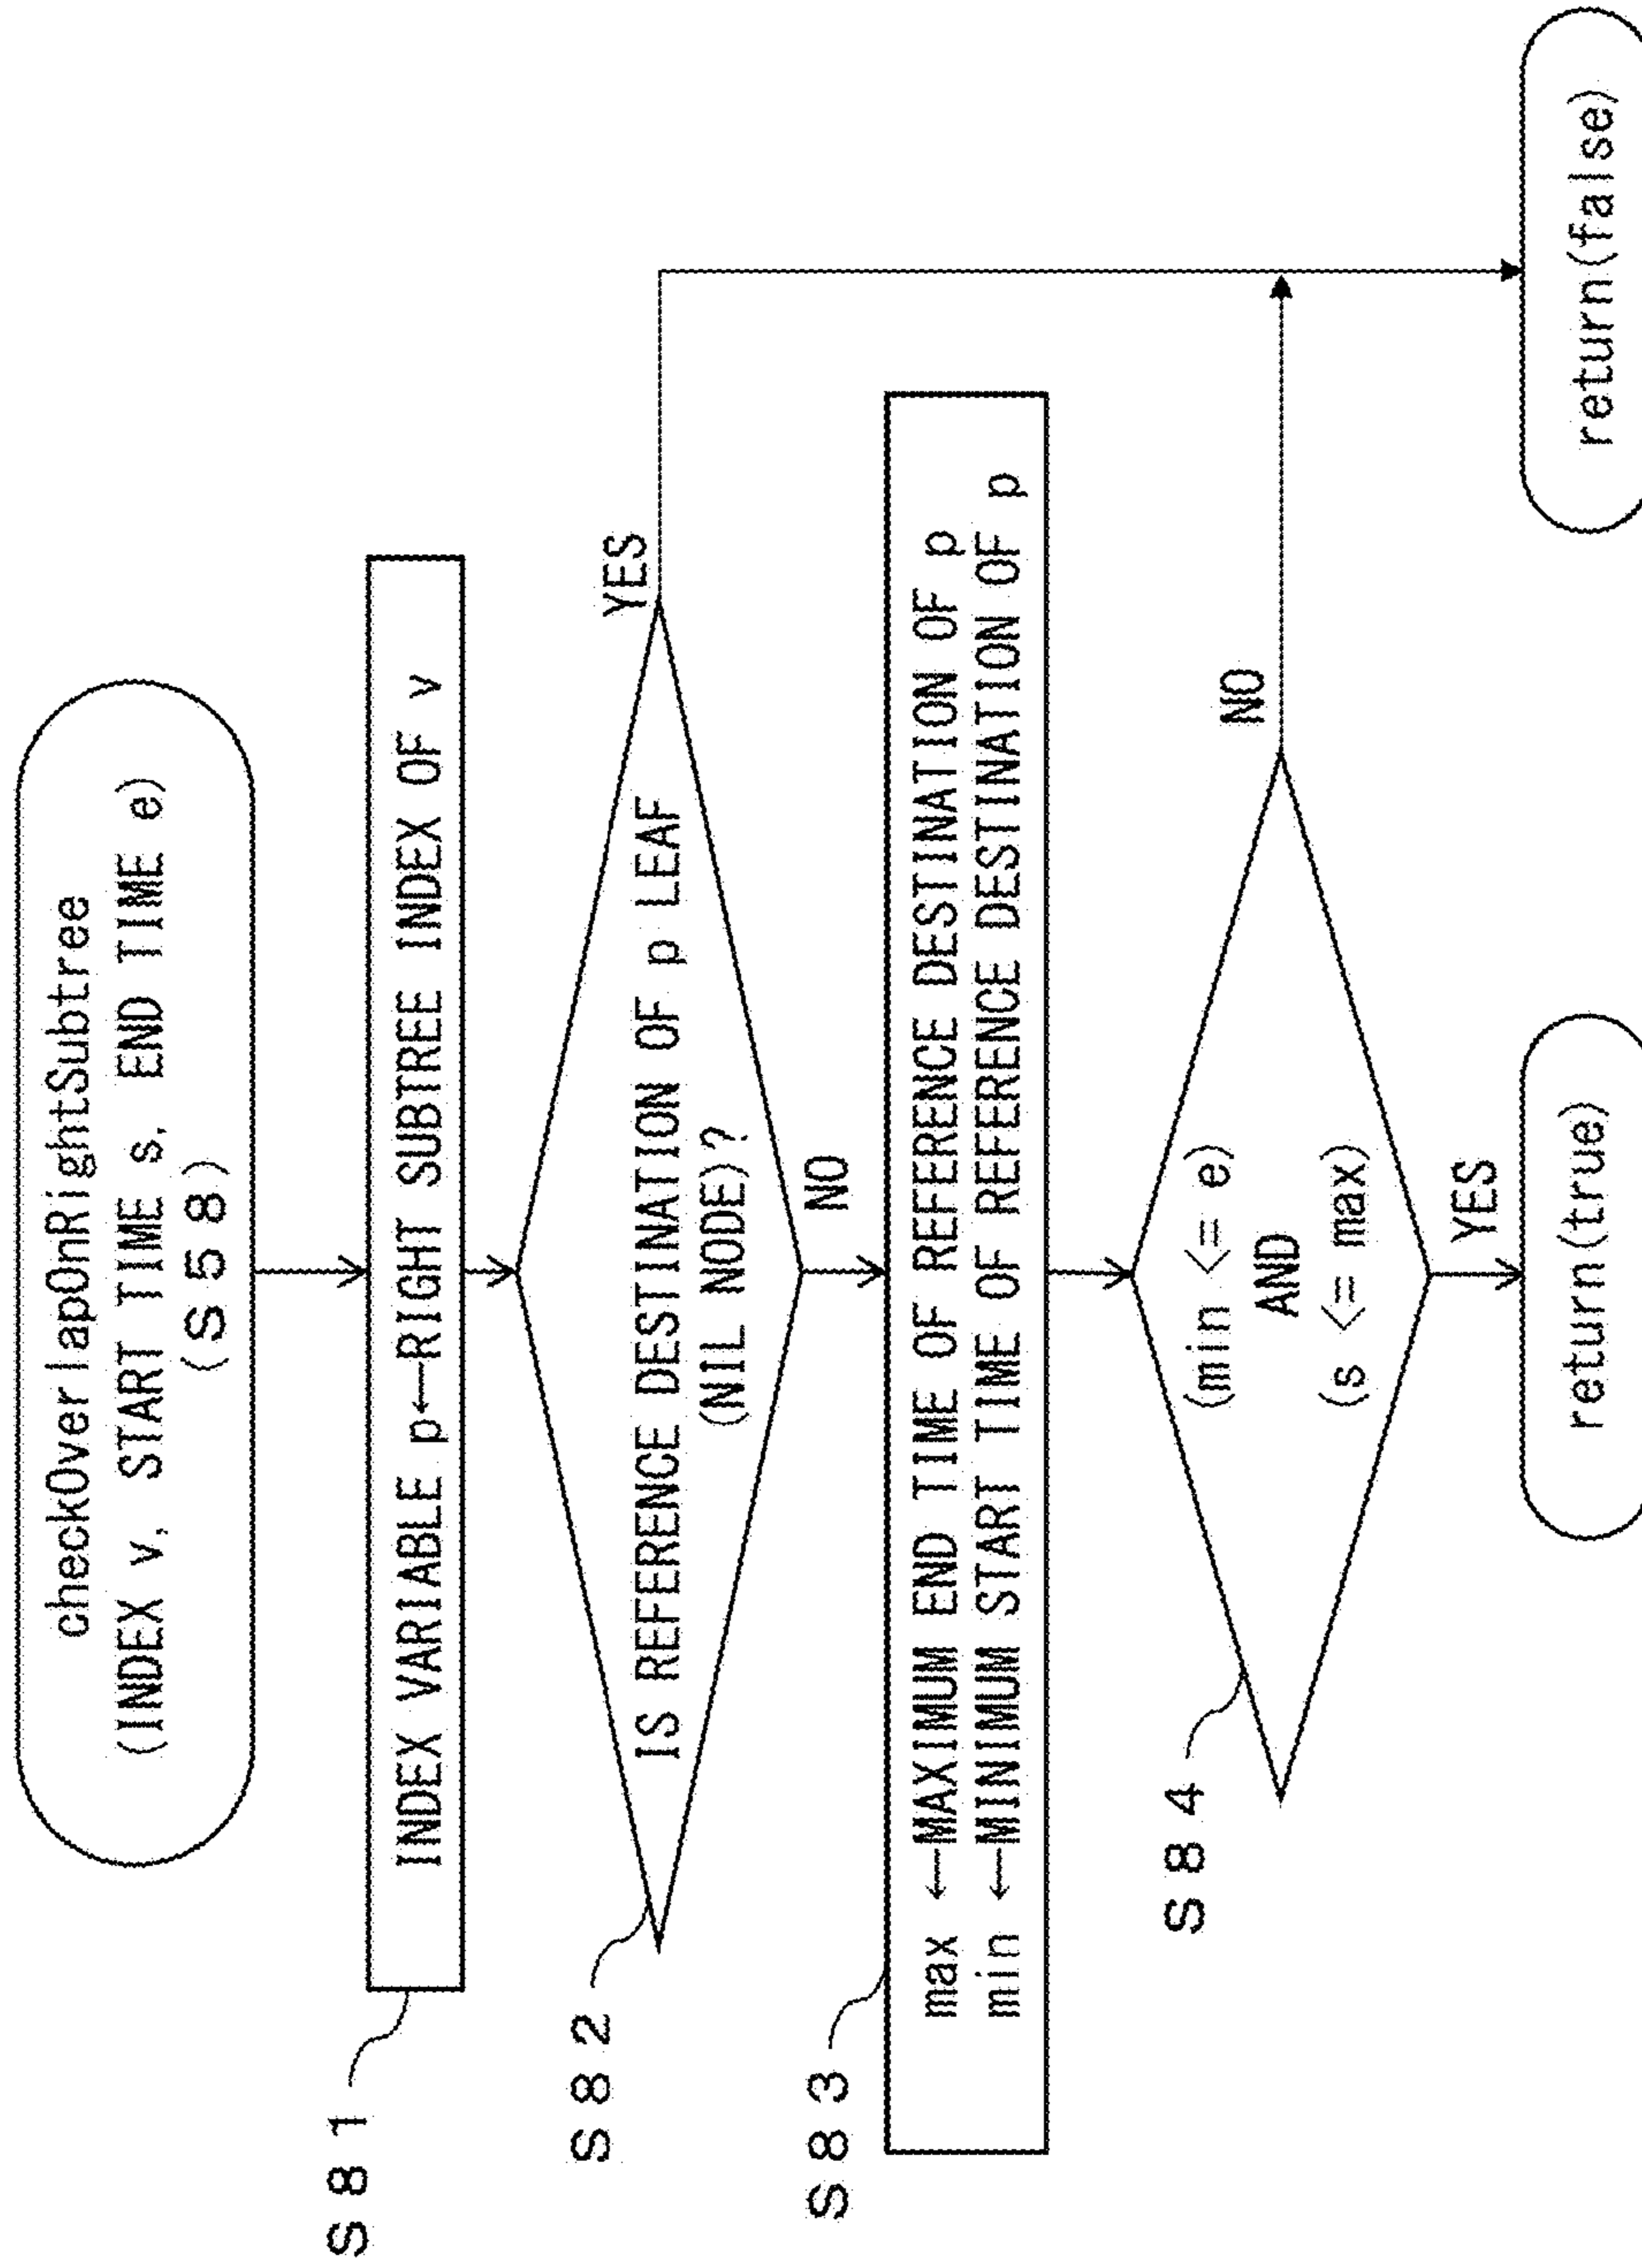 checkOverlapOnRightSubtree
(INDEX v, START TIME s, END TIME e)
(S58)
S81
INDEX VARIABLE p←RIGHT SUBTREE INDEX OF v
S82
IS REFERENCE DESTINATION OF p LEAF
(NIL NODE)?
YES
NO
S83
max ←MAXIMUM END TIME OF REFERENCE DESTINATION OF p
min ←MINIMUM START TIME OF REFERENCE DESTINATION OF p
S84
(min <= e)
AND
(s <= max)
NO
YES
return(true)
return(false)